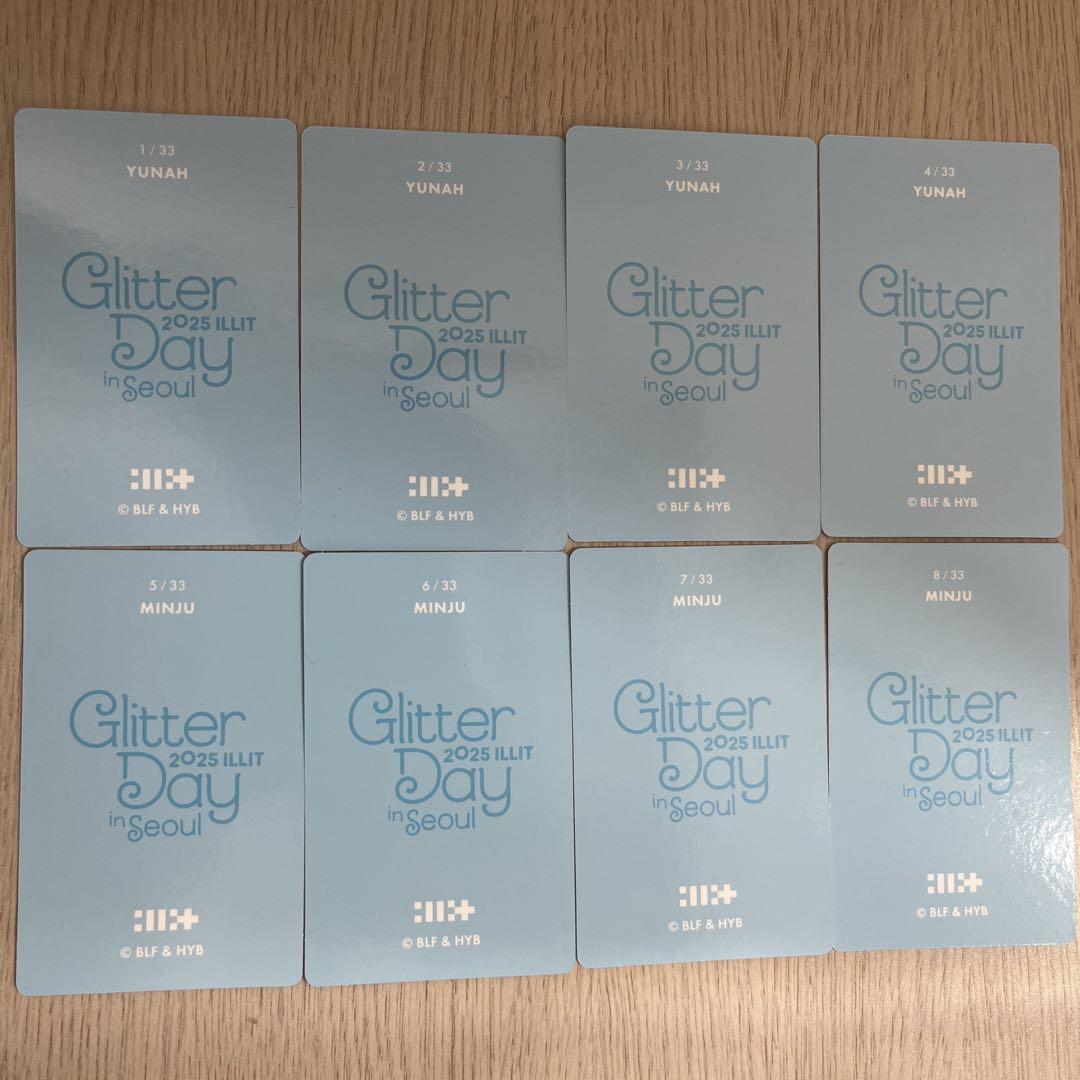 1 / 33
YUNAH
Glitter
2025 ILLIT
Day
in Seoul
© BLF & HYB
2 / 33
YUNAH
Glitter
2025 ILLIT
Day
in Seoul
© BLF & HYB
3 / 33
YUNAH
Glitter
2025 ILLIT
Day
in Seoul
© BLF & HYB
4 / 33
YUNAH
Glitter
2025 ILLIT
Day
in Seoul
© BLF & HYB
5 / 33
MINJU
Glitter
2025 ILLIT
Day
in Seoul
© BLF & HYB
6 / 33
MINJU
Glitter
2025 ILLIT
Day
in Seoul
© BLF & HYB
7 / 33
MINJU
Glitter
2025 ILLIT
Day
in Seoul
© BLF & HYB
8 / 33
MINJU
Glitter
2025 ILLIT
Day
in Seoul
© BLF & HYB